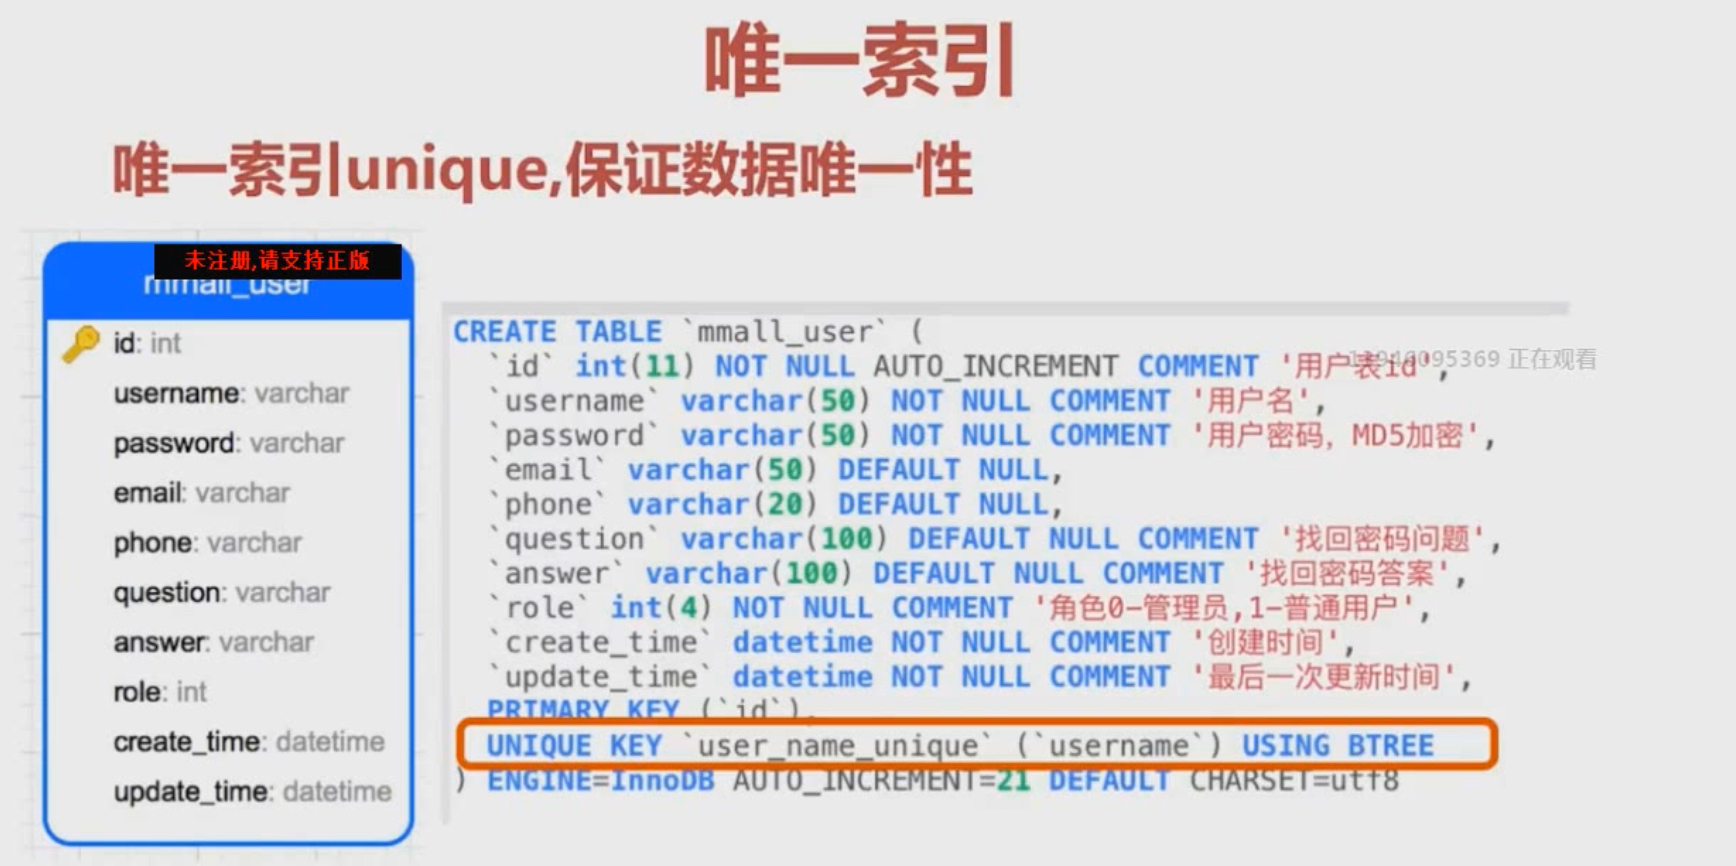 唯一索引
唯一索引unique,保证数据唯一性
未注册,请支持正版
mmall_user
id: int
username: varchar
password: varchar
email: varchar
phone: varchar
question: varchar
answer: varchar
role: int
create_time: datetime
update_time: datetime
CREATE TABLE `mmall_user` (
`id` int(11) NOT NULL AUTO_INCREMENT COMMENT '用户表id',
正在观看
`username` varchar(50) NOT NULL COMMENT '用户名',
`password` varchar(50) NOT NULL COMMENT '用户密码，MD5加密',
`email` varchar(50) DEFAULT NULL,
`phone` varchar(20) DEFAULT NULL,
`question` varchar(100) DEFAULT NULL COMMENT '找回密码问题',
`answer` varchar(100) DEFAULT NULL COMMENT '找回密码答案',
`role` int(4) NOT NULL COMMENT '角色0-管理员,1-普通用户',
`create_time` datetime NOT NULL COMMENT '创建时间',
`update_time` datetime NOT NULL COMMENT '最后一次更新时间',
PRIMARY KEY (`id`),
UNIQUE KEY `user_name_unique` (`username`) USING BTREE
) ENGINE=InnoDB AUTO_INCREMENT=21 DEFAULT CHARSET=utf8